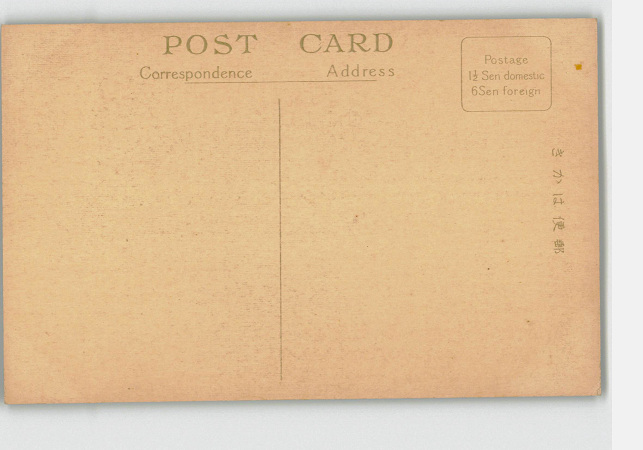 POST CARD
Correspondence Address
Postage
1½ Sen domestic
6Sen foreign
きかは便郵